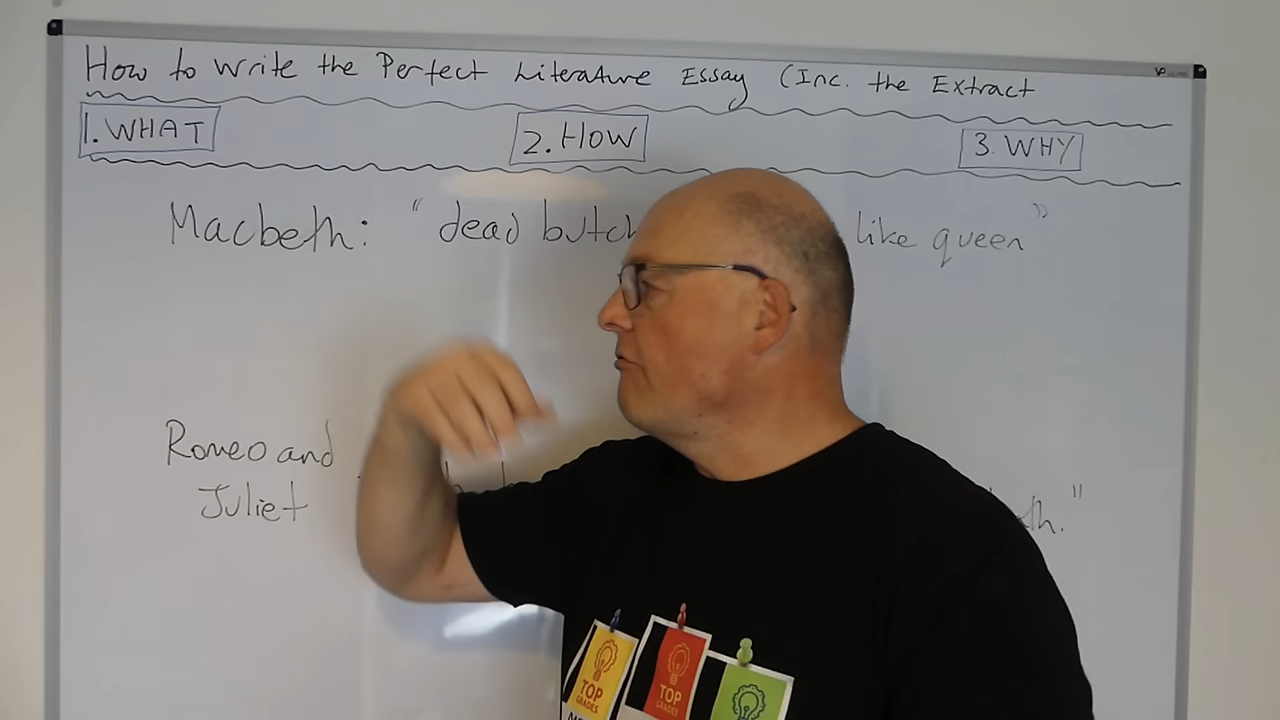 How to Write the Perfect Literature Essay (Inc. the Extract
1. WHAT 2. HOW 3. WHY
Macbeth: " dead butch like queen "
Romeo and
Juliet th."
TOP
GRADES
TOP
GRADES